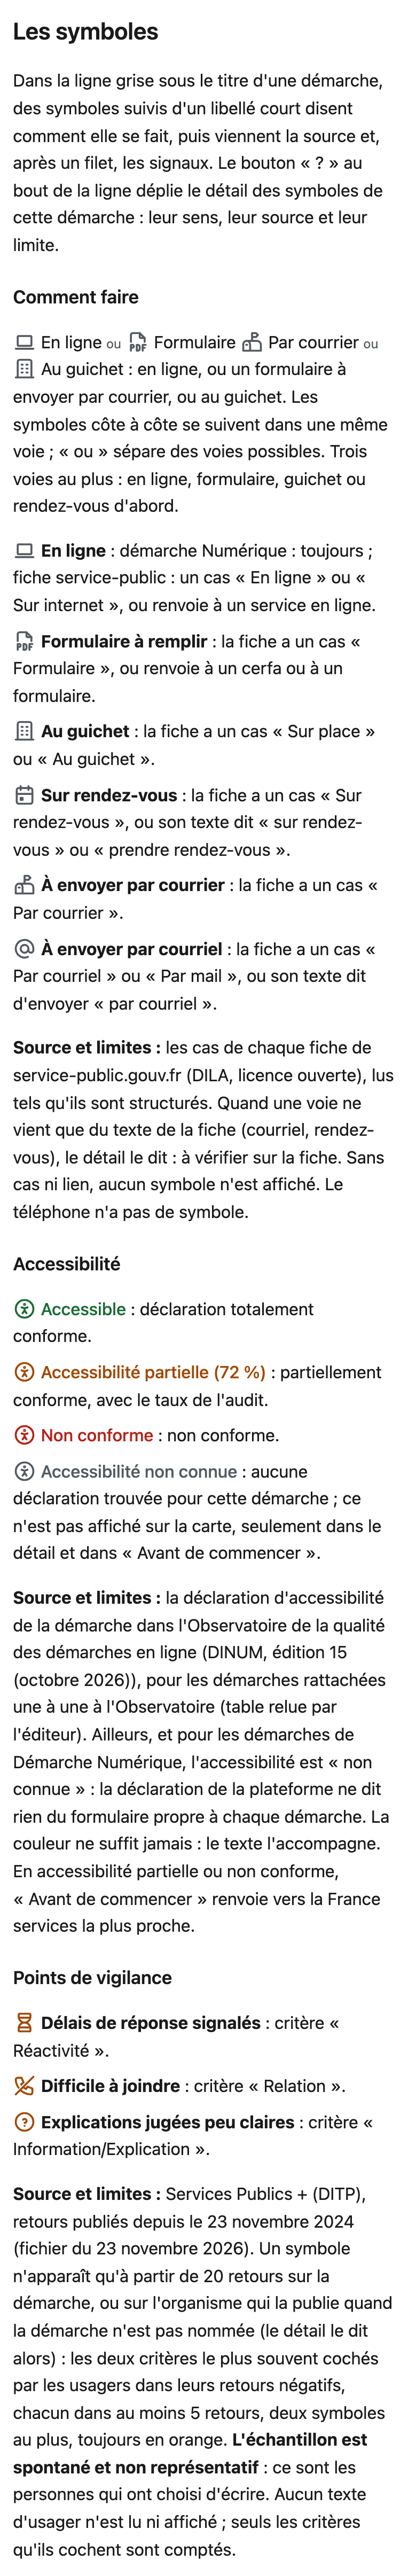 Les symboles
Dans la ligne grise sous le titre d'une démarche,
des symboles suivis d'un libellé court disent
comment elle se fait, puis viennent la source et,
après un filet, les signaux. Le bouton « ? » au
bout de la ligne déplie le détail des symboles de
cette démarche : leur sens, leur source et leur
limite.
Comment faire
En ligne ou PDF Formulaire Par courrier ou
Au guichet : en ligne, ou un formulaire à
envoyer par courrier, ou au guichet. Les
symboles côte à côte se suivent dans une même
voie ; « ou » sépare des voies possibles. Trois
voies au plus : en ligne, formulaire, guichet ou
rendez-vous d'abord.
En ligne : démarche Numérique : toujours ;
fiche service-public : un cas « En ligne » ou «
Sur internet », ou renvoie à un service en ligne.
PDF Formulaire à remplir : la fiche a un cas «
Formulaire », ou renvoie à un cerfa ou à un
formulaire.
Au guichet : la fiche a un cas « Sur place »
ou « Au guichet ».
Sur rendez-vous : la fiche a un cas « Sur
rendez-vous », ou son texte dit « sur rendez-
vous » ou « prendre rendez-vous ».
À envoyer par courrier : la fiche a un cas «
Par courrier ».
À envoyer par courriel : la fiche a un cas «
Par courriel » ou « Par mail », ou son texte dit
d'envoyer « par courriel ».
Source et limites : les cas de chaque fiche de
service-public.gouv.fr (DILA, licence ouverte), lus
tels qu'ils sont structurés. Quand une voie ne
vient que du texte de la fiche (courriel, rendez-
vous), le détail le dit : à vérifier sur la fiche. Sans
cas ni lien, aucun symbole n'est affiché. Le
téléphone n'a pas de symbole.
Accessibilité
Accessible : déclaration totalement
conforme.
Accessibilité partielle (72 %) : partiellement
conforme, avec le taux de l'audit.
Non conforme : non conforme.
Accessibilité non connue : aucune
déclaration trouvée pour cette démarche ; ce
n'est pas affiché sur la carte, seulement dans le
détail et dans « Avant de commencer ».
Source et limites : la déclaration d'accessibilité
de la démarche dans l'Observatoire de la qualité
des démarches en ligne (DINUM, édition 15
(octobre 2026)), pour les démarches rattachées
une à une à l'Observatoire (table relue par
l'éditeur). Ailleurs, et pour les démarches de
Démarche Numérique, l'accessibilité est « non
connue » : la déclaration de la plateforme ne dit
rien du formulaire propre à chaque démarche. La
couleur ne suffit jamais : le texte l'accompagne.
En accessibilité partielle ou non conforme,
« Avant de commencer » renvoie vers la France
services la plus proche.
Points de vigilance
Délais de réponse signalés : critère «
Réactivité ».
Difficile à joindre : critère « Relation ».
Explications jugées peu claires : critère «
Information/Explication ».
Source et limites : Services Publics + (DITP),
retours publiés depuis le 23 novembre 2024
(fichier du 23 novembre 2026). Un symbole
n'apparaît qu'à partir de 20 retours sur la
démarche, ou sur l'organisme qui la publie quand
la démarche n'est pas nommée (le détail le dit
alors) : les deux critères le plus souvent cochés
par les usagers dans leurs retours négatifs,
chacun dans au moins 5 retours, deux symboles
au plus, toujours en orange. L'échantillon est
spontané et non représentatif : ce sont les
personnes qui ont choisi d'écrire. Aucun texte
d'usager n'est lu ni affiché ; seuls les critères
qu'ils cochent sont comptés.